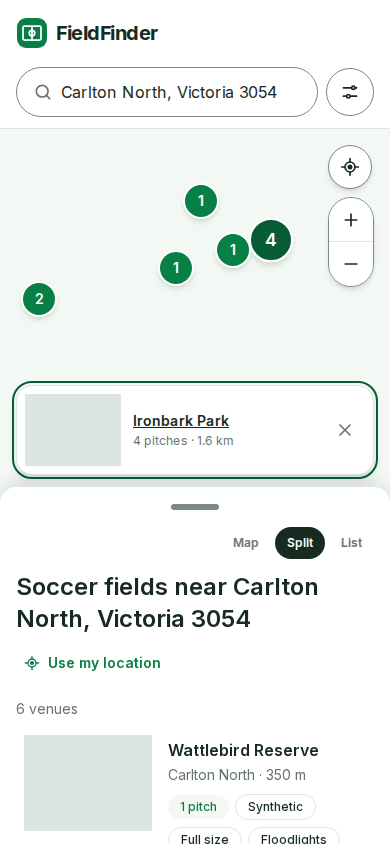 FieldFinder
Carlton North, Victoria 3054
1
1
4
1
2
Ironbark Park
4 pitches · 1.6 km
Map
Split
List
Soccer fields near Carlton
North, Victoria 3054
Use my location
6 venues
Wattlebird Reserve
Carlton North · 350 m
1 pitch
Synthetic
Full size
Floodlights